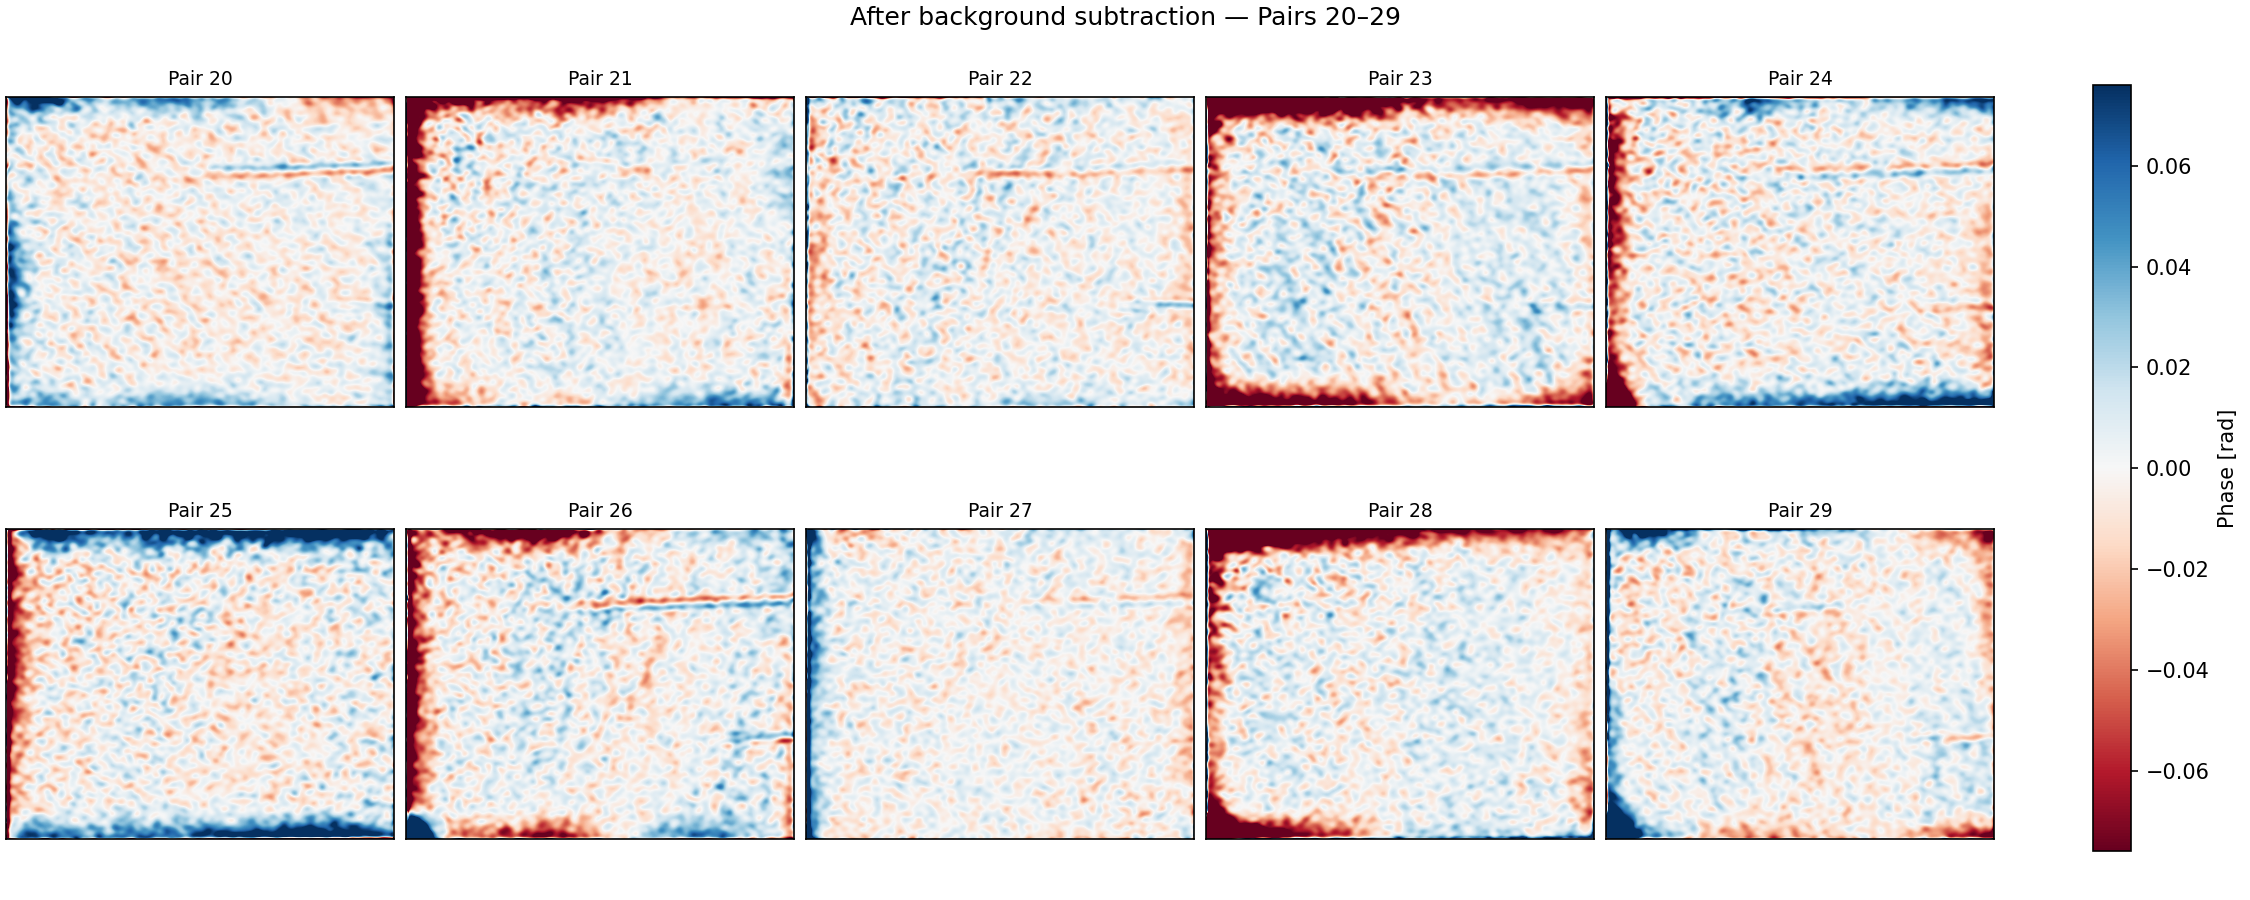 After background subtraction — Pairs 20–29
Pair 20
Pair 21
Pair 22
Pair 23
Pair 24
Pair 25
Pair 26
Pair 27
Pair 28
Pair 29
0.06
0.04
0.02
0.00
−0.02
−0.04
−0.06
Phase [rad]